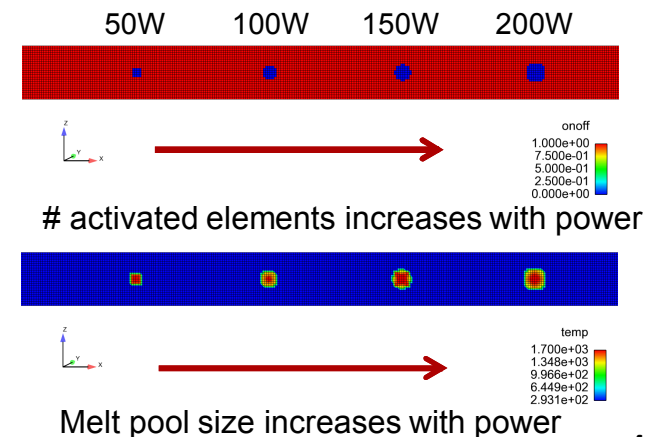 50W 100W 150W 200W
Z
Y
X
onoff
1.000e+00
7.500e-01
5.000e-01
2.500e-01
0.000e+00
# activated elements increases with power
Z
Y
X
temp
1.700e+03
1.348e+03
9.966e+02
6.449e+02
2.931e+02
Melt pool size increases with power